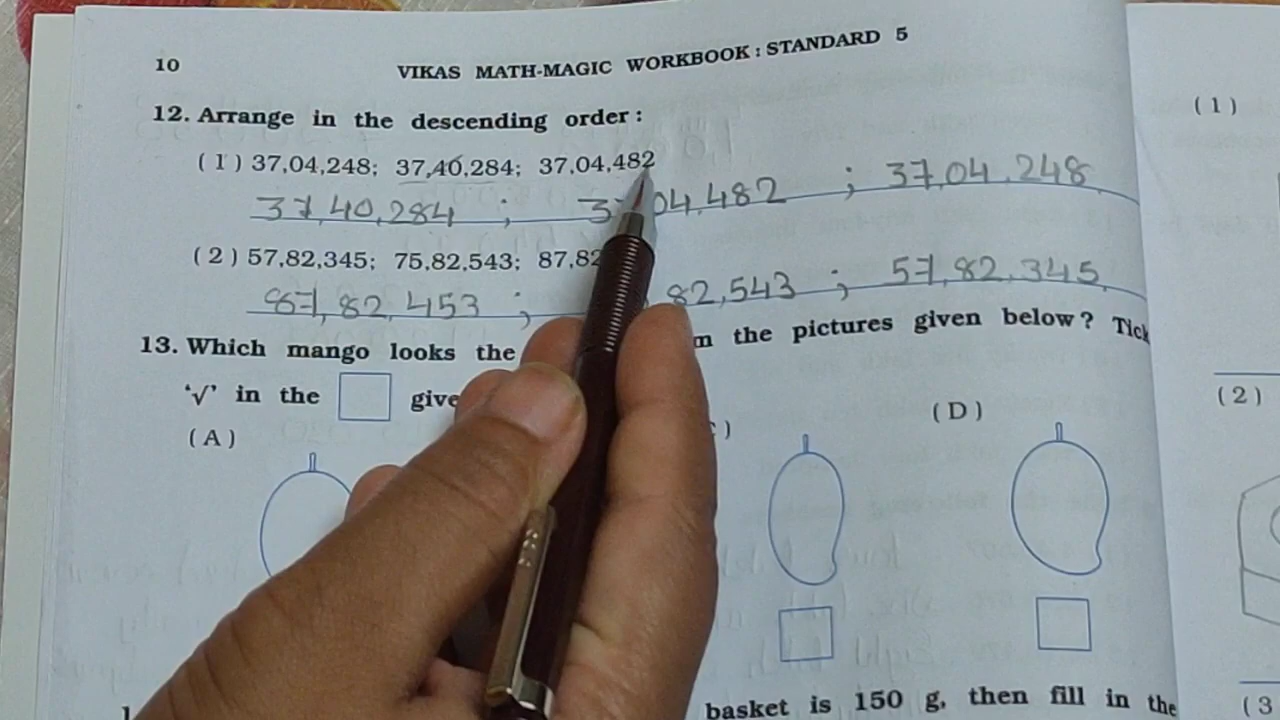 10 VIKAS MATH-MAGIC WORKBOOK : STANDARD 5
12. Arrange in the descending order :
( 1 ) 37,04,248; 37,40,284; 37,04,482
37,40,284 ; 3 04,482 ; 37,04,248
( 2 ) 57,82,345; 75,82,543; 87,82
87,82,453 ; 82,543 ; 57,82,345
13. Which mango looks the the pictures given below? Tick
'√' in the give
( A )
( D )
basket is 150 g, then fill in the
( 1 )
( 2 )
( 3